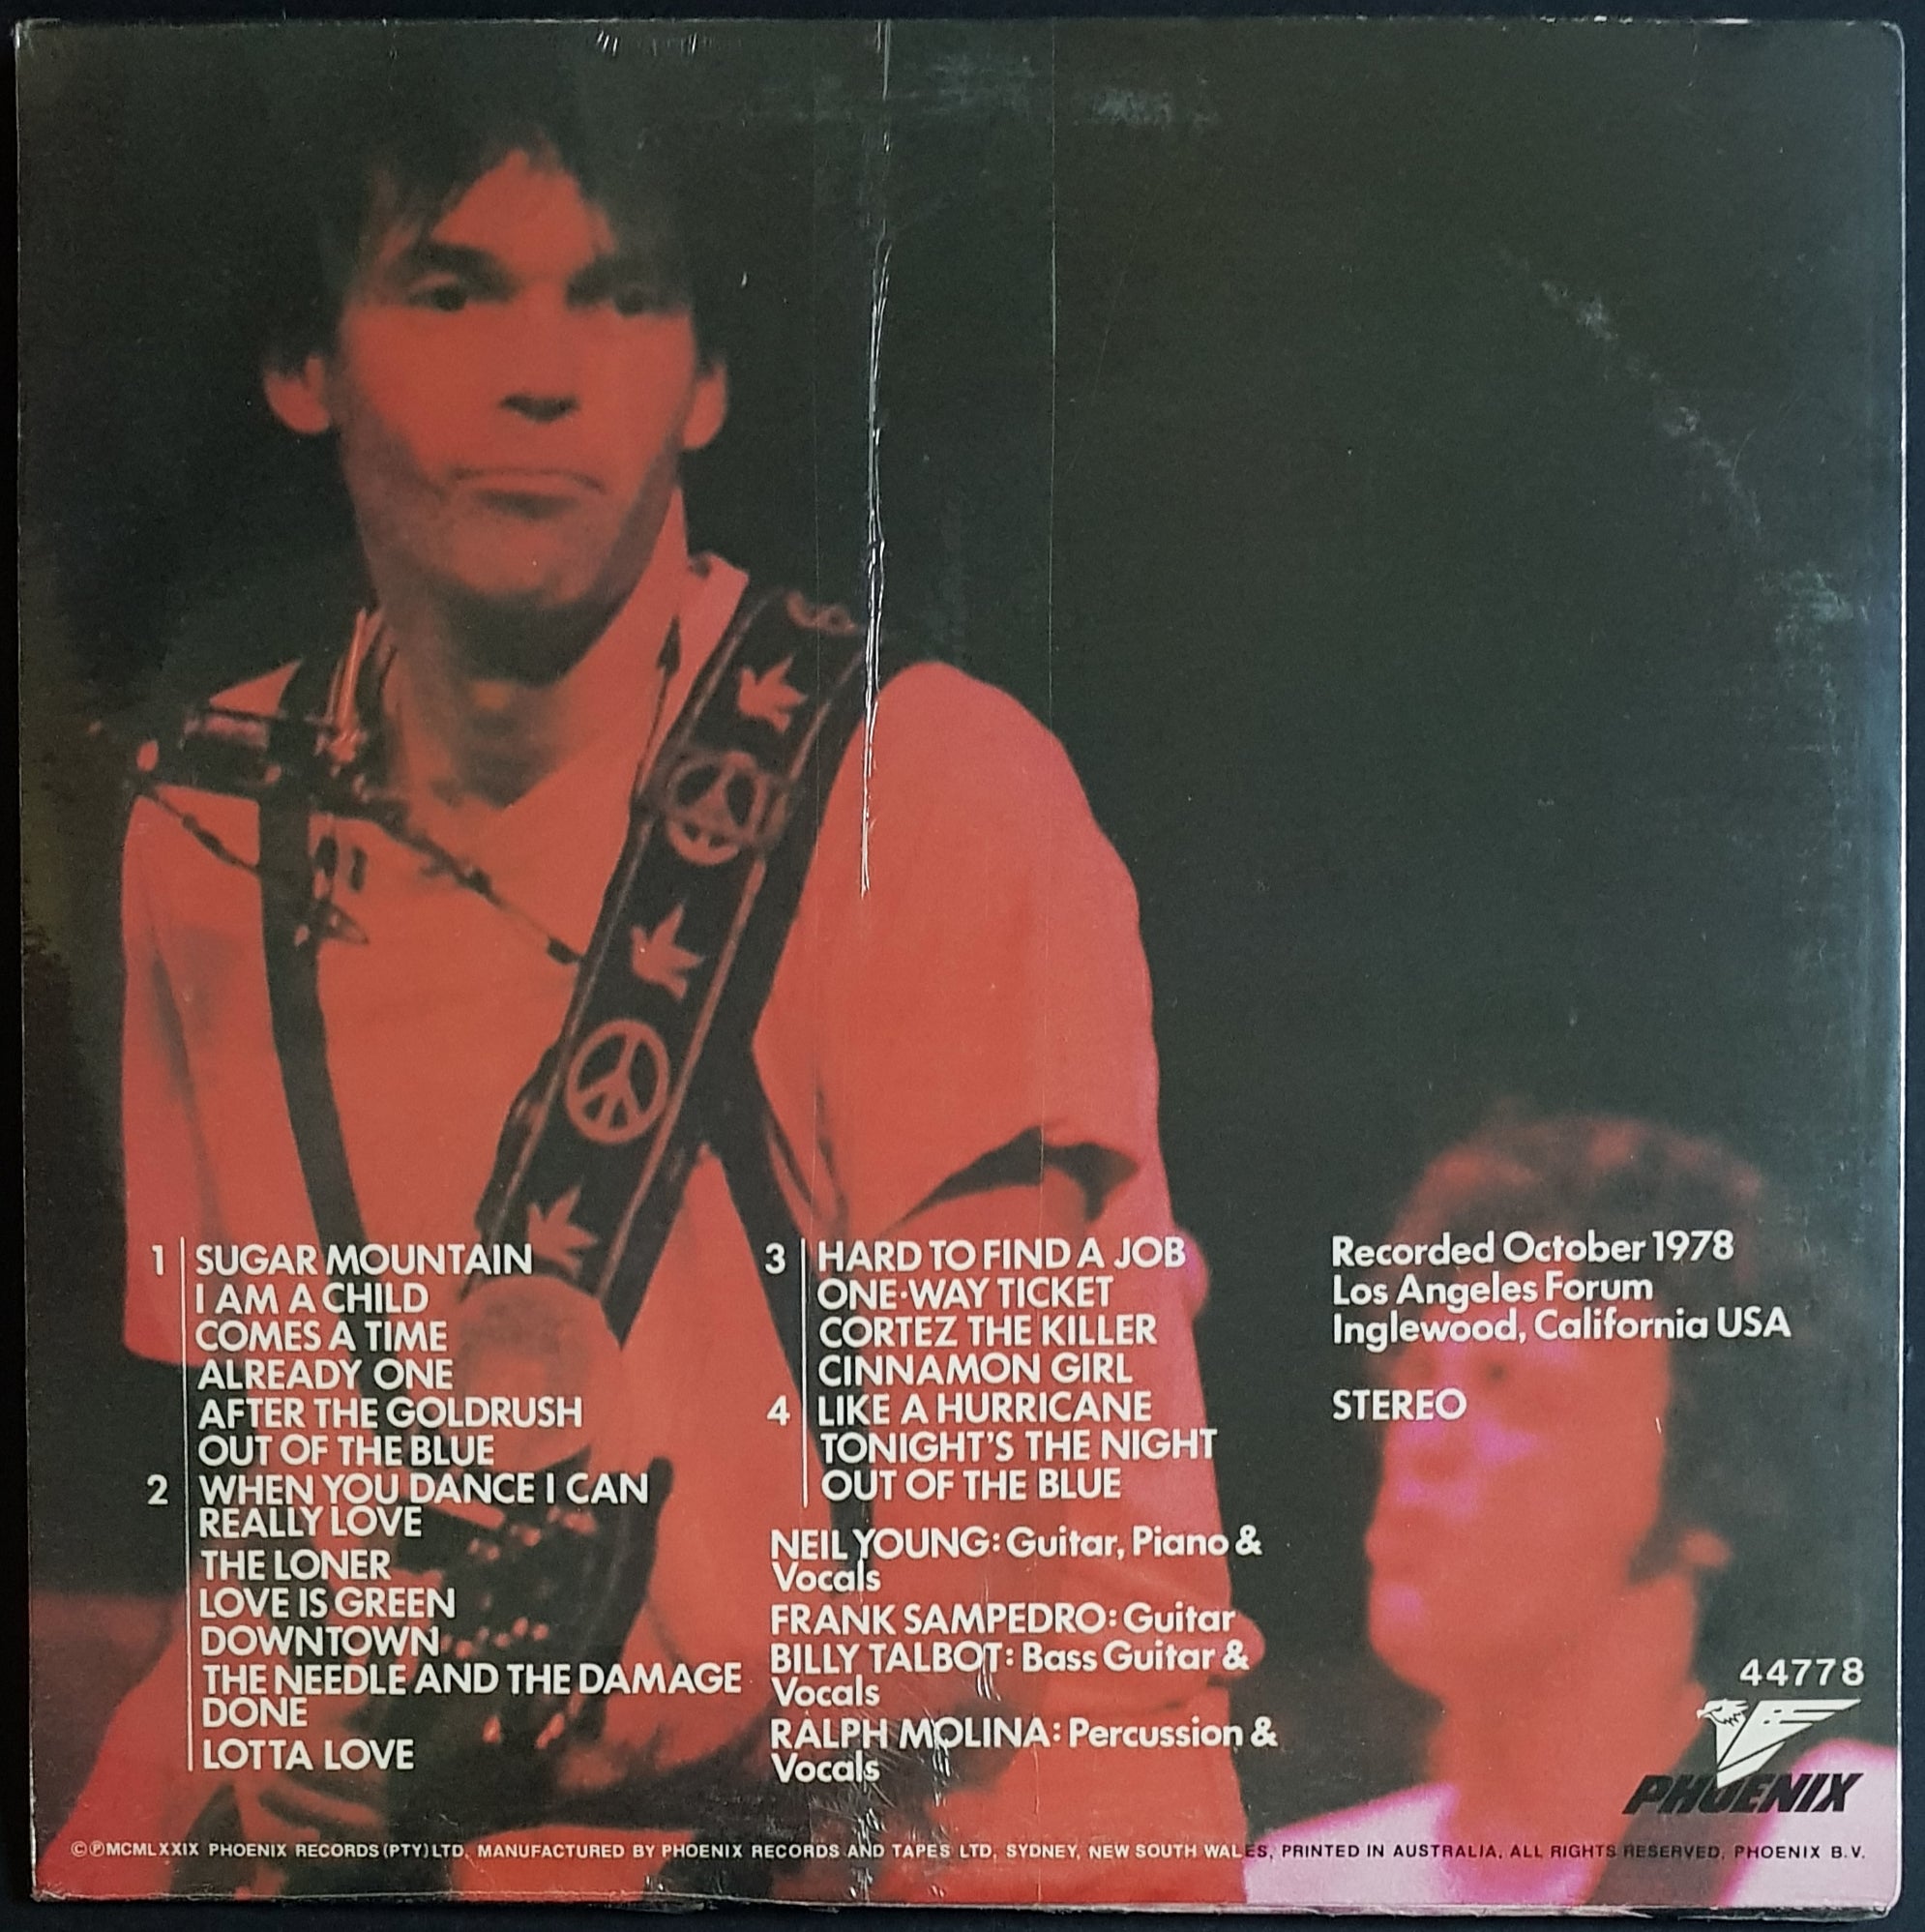 1 SUGAR MOUNTAIN
I AM A CHILD
COMES A TIME
ALREADY ONE
AFTER THE GOLDRUSH
OUT OF THE BLUE
2 WHEN YOU DANCE I CAN
REALLY LOVE
THE LONER
LOVE IS GREEN
DOWNTOWN
THE NEEDLE AND THE DAMAGE
DONE
LOTTA LOVE
3 HARD TO FIND A JOB
ONE-WAY TICKET
CORTEZ THE KILLER
CINNAMON GIRL
4 LIKE A HURRICANE
TONIGHT'S THE NIGHT
OUT OF THE BLUE
NEIL YOUNG: Guitar, Piano &
Vocals
FRANK SAMPEDRO: Guitar
BILLY TALBOT: Bass Guitar &
Vocals
RALPH MOLINA: Percussion &
Vocals
Recorded October 1978
Los Angeles Forum
Inglewood, California USA
STEREO
44778
PHOENIX
©℗MCMLXXIX PHOENIX RECORDS (PTY) LTD, MANUFACTURED BY PHOENIX RECORDS AND TAPES LTD, SYDNEY, NEW SOUTH WALES, PRINTED IN AUSTRALIA, ALL RIGHTS RESERVED, PHOENIX B.V.